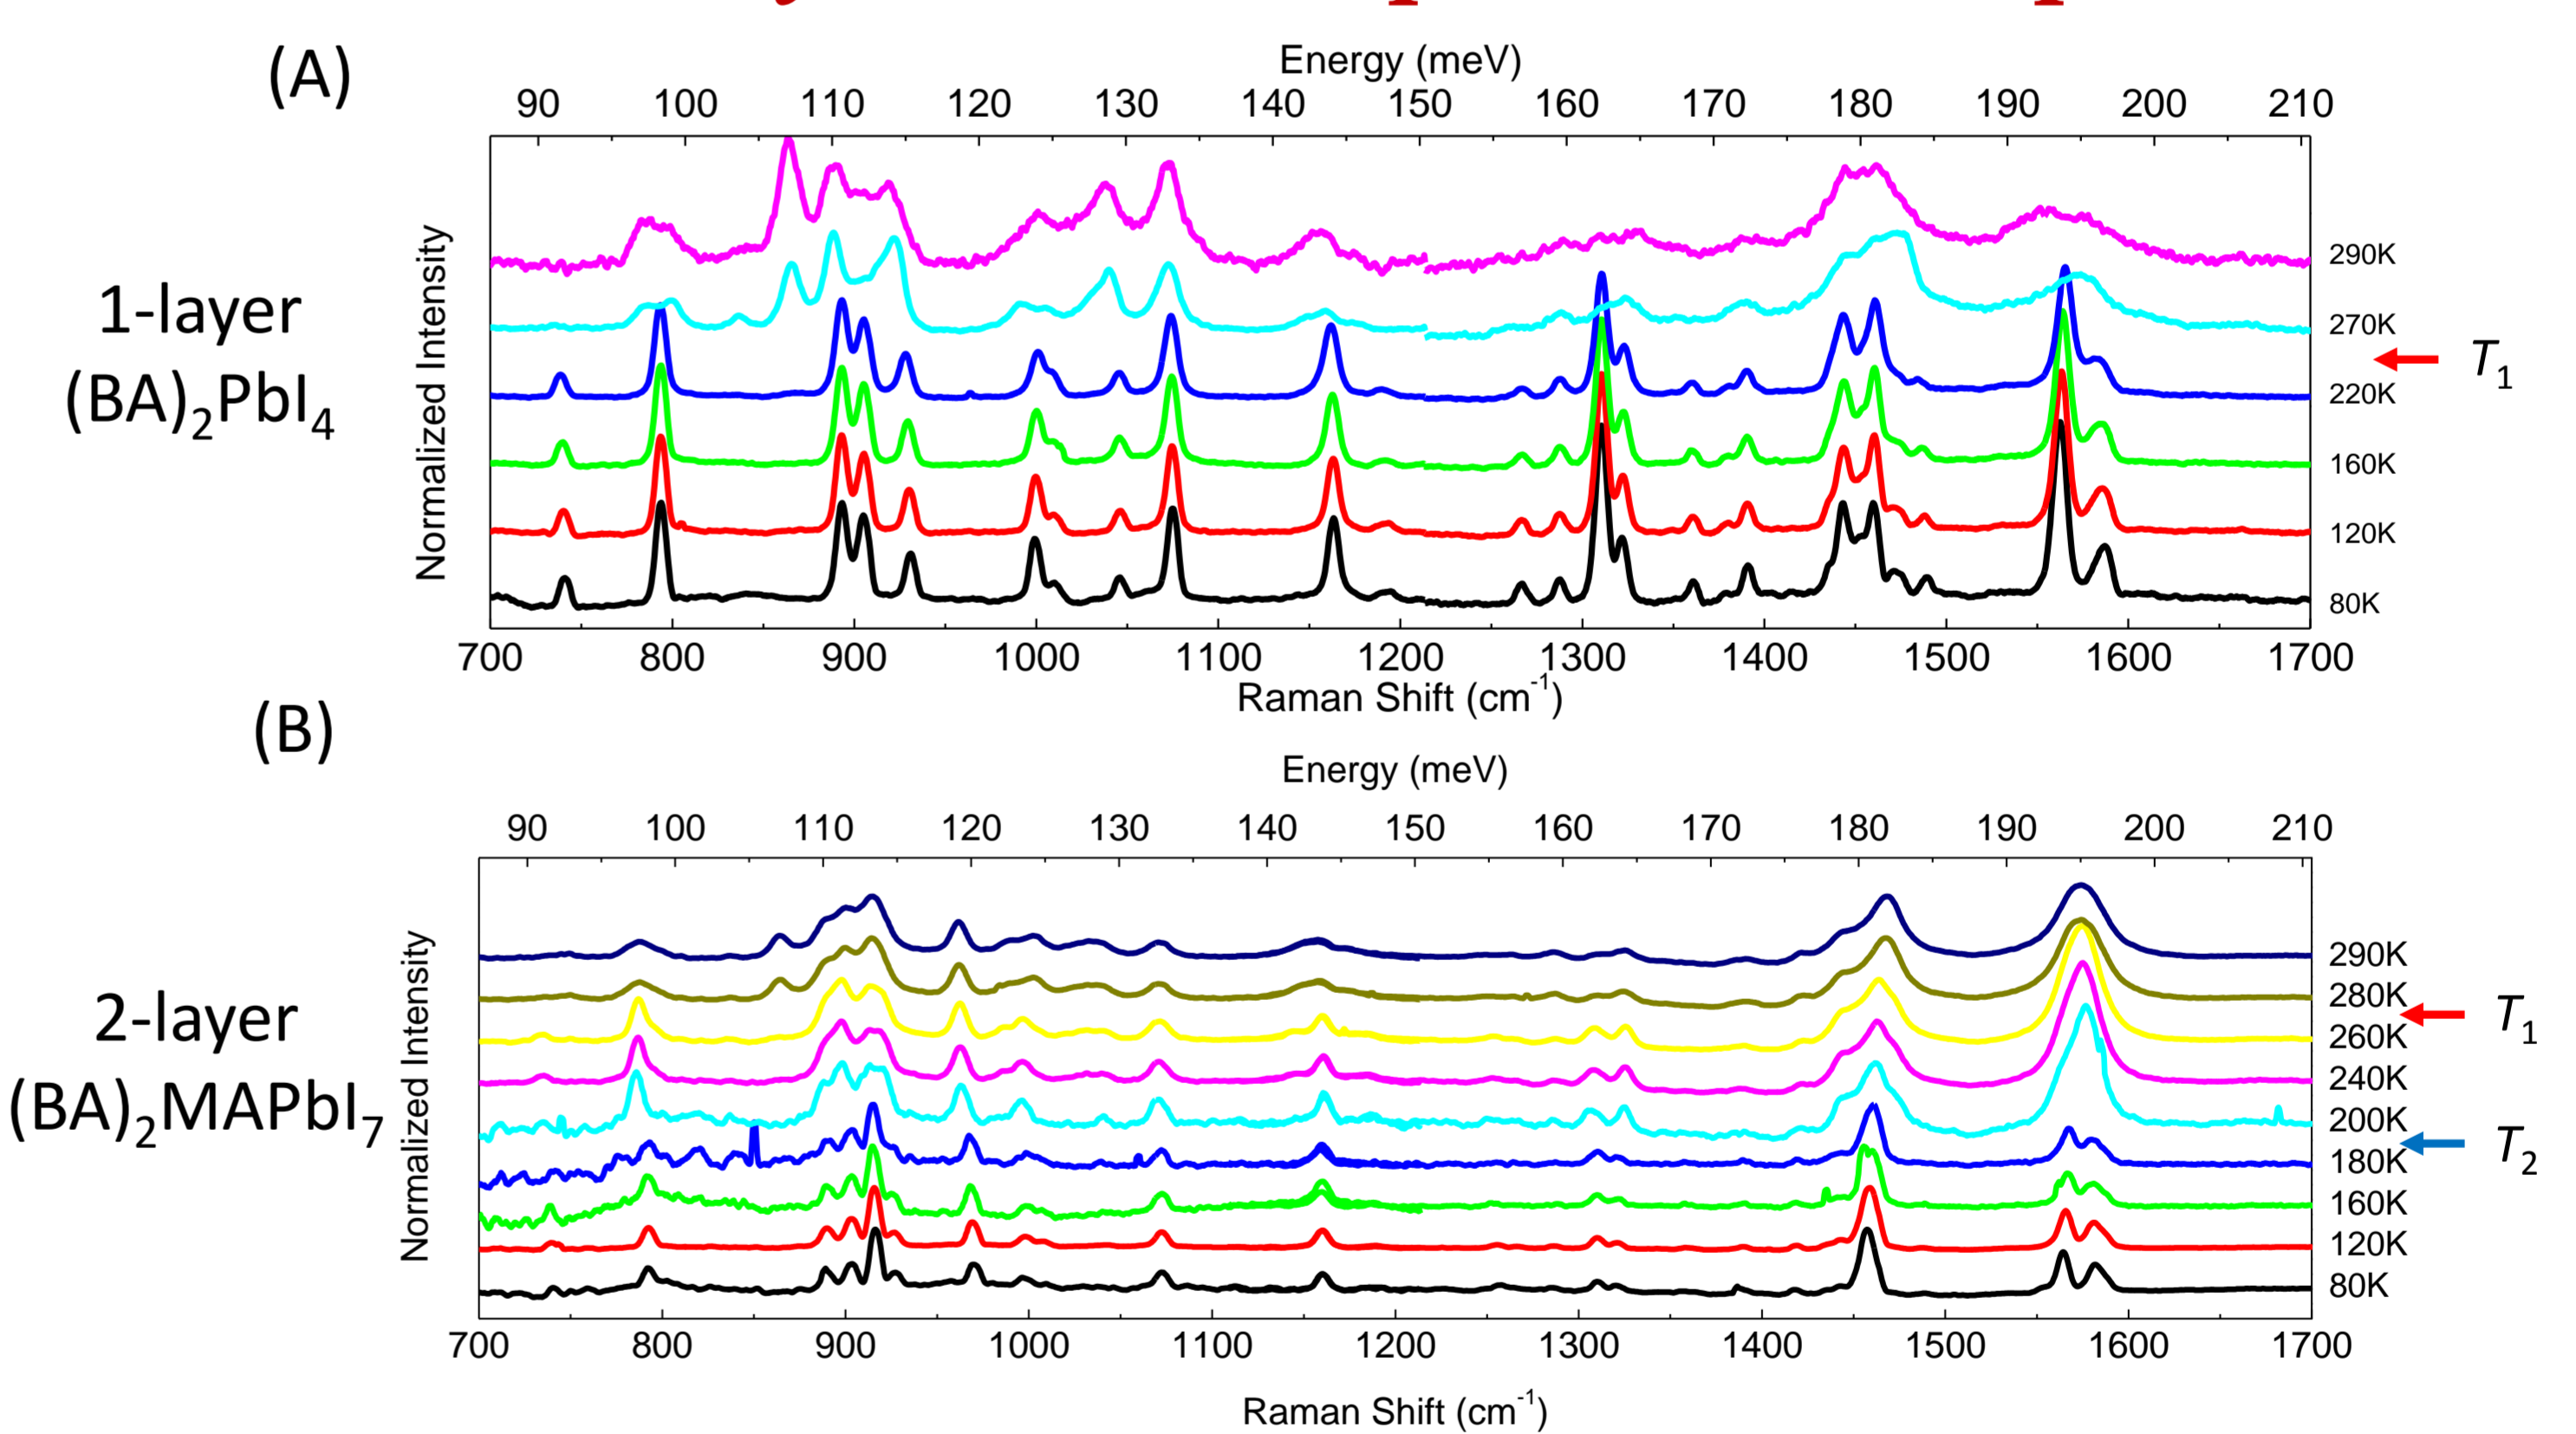 (A)
Energy (meV)
90 100 110 120 130 140 150 160 170 180 190 200 210
1-layer
(BA)₂PbI₄
Normalized Intensity
290K
270K
T₁
220K
160K
120K
80K
700 800 900 1000 1100 1200 1300 1400 1500 1600 1700
Raman Shift (cm⁻¹)
(B)
Energy (meV)
90 100 110 120 130 140 150 160 170 180 190 200 210
2-layer
(BA)₂MAPbI₇
Normalized Intensity
290K
280K
T₁
260K
240K
200K
T₂
180K
160K
120K
80K
700 800 900 1000 1100 1200 1300 1400 1500 1600 1700
Raman Shift (cm⁻¹)